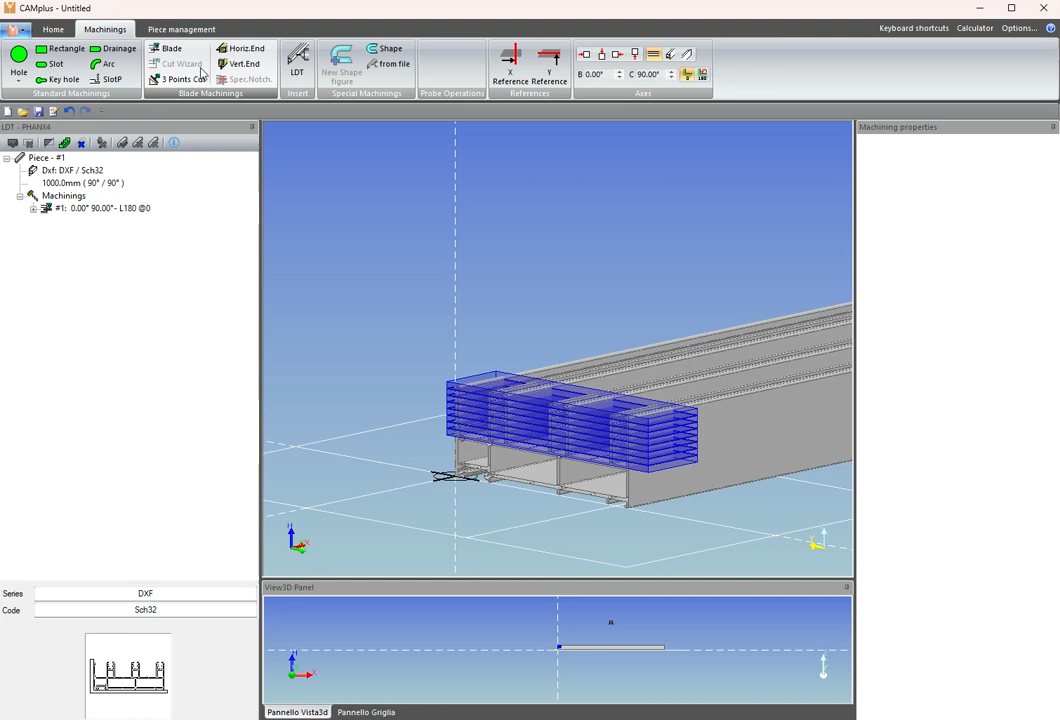 CAMplus - Untitled
Home Machinings Piece management Keyboard shortcuts Calculator Options...
Hole Rectangle Drainage Slot Arc Key hole SlotP
Standard Machinings
Blade Horiz.End Cut Wizard Vert.End 3 Points Cut Spec.Notch.
Blade Machinings
LDT
Insert
New Shape figure Shape from file
Special Machinings
Probe Operations
X Reference Y Reference
References
B 0.00° C 90.00°
Axes
LDT - PHANX4
Piece - #1
Dxf: DXF / Sch32
1000.0mm ( 90° / 90° )
Machinings
#1: 0.00° 90.00°- L180 @0
Series DXF
Code Sch32
H X
Y
View3D Panel
H X
Pannello Vista3d Pannello Griglia
Machining properties